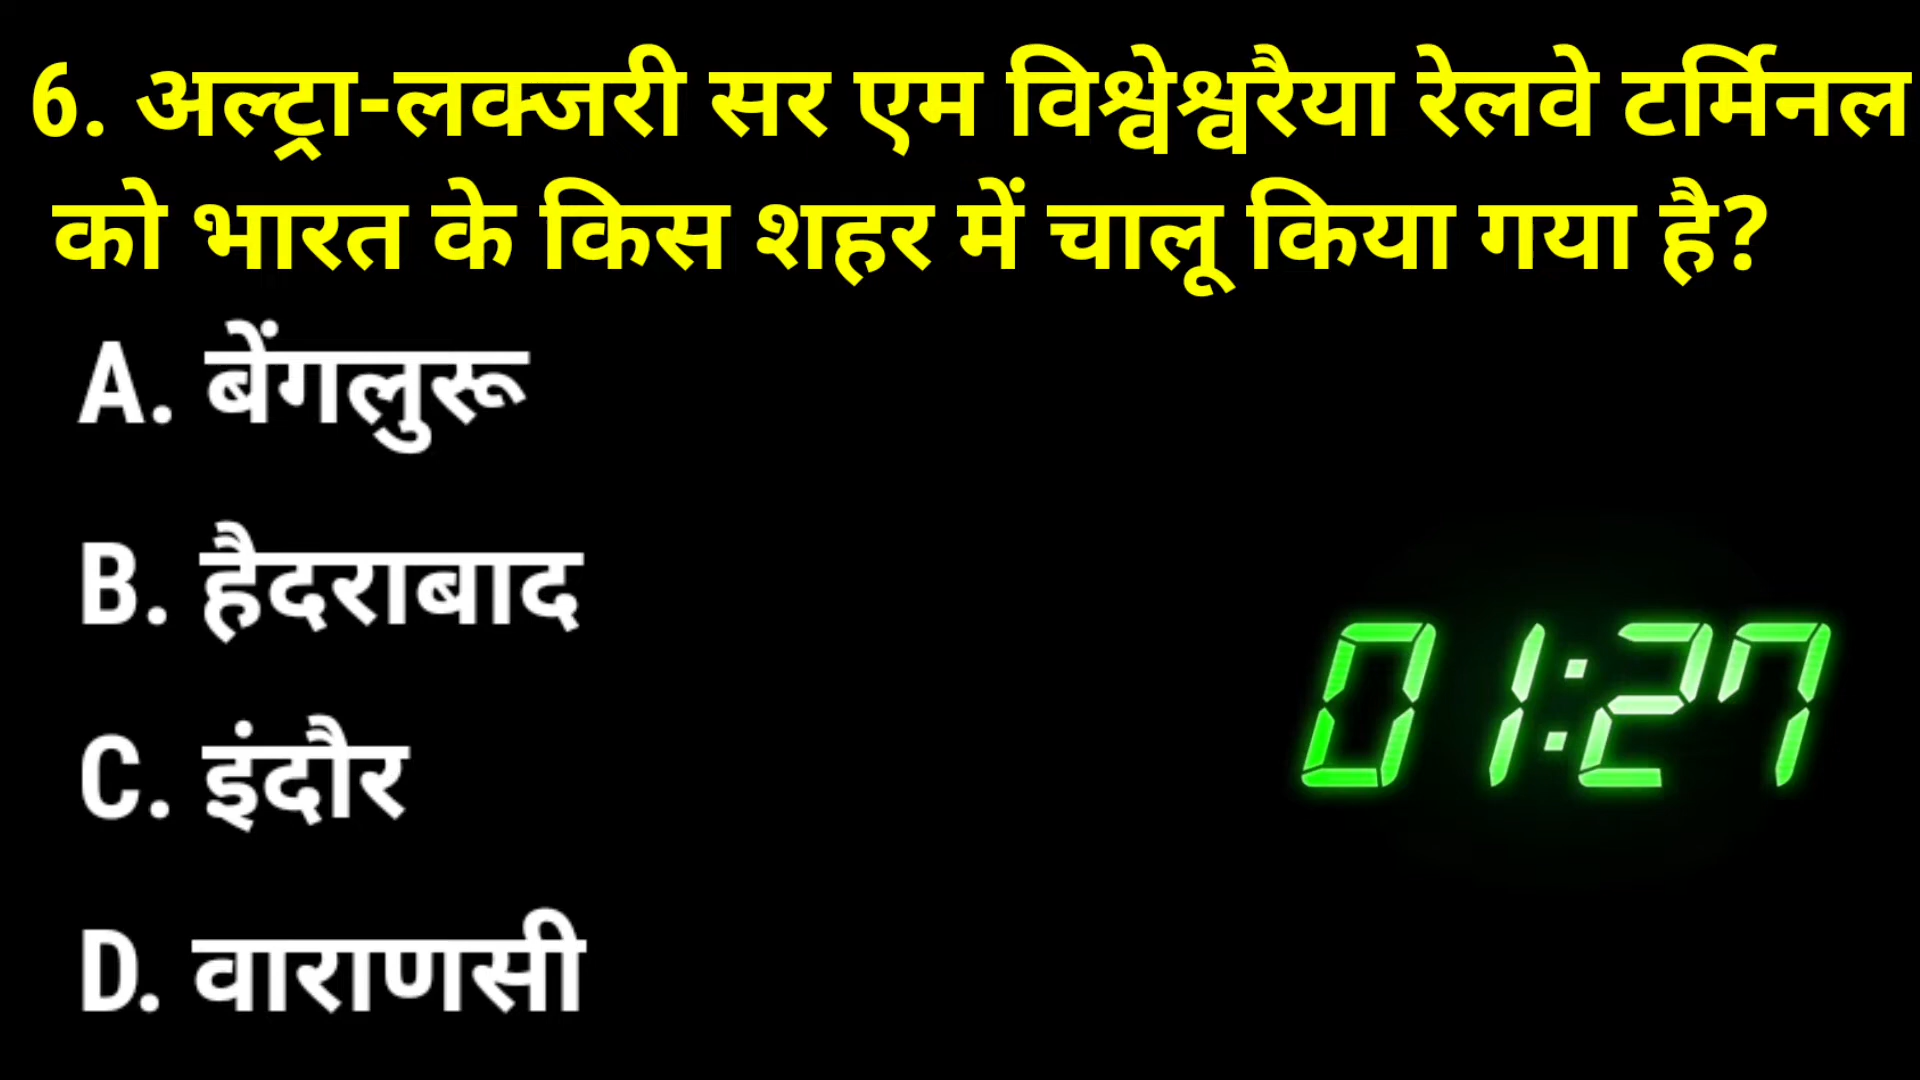 6. अल्ट्रा-लक्जरी सर एम विश्वेश्वरैया रेलवे टर्मिनल
को भारत के किस शहर में चालू किया गया है?
A. बेंगलुरू
B. हैदराबाद
C. इंदौर
01:27
D. वाराणसी